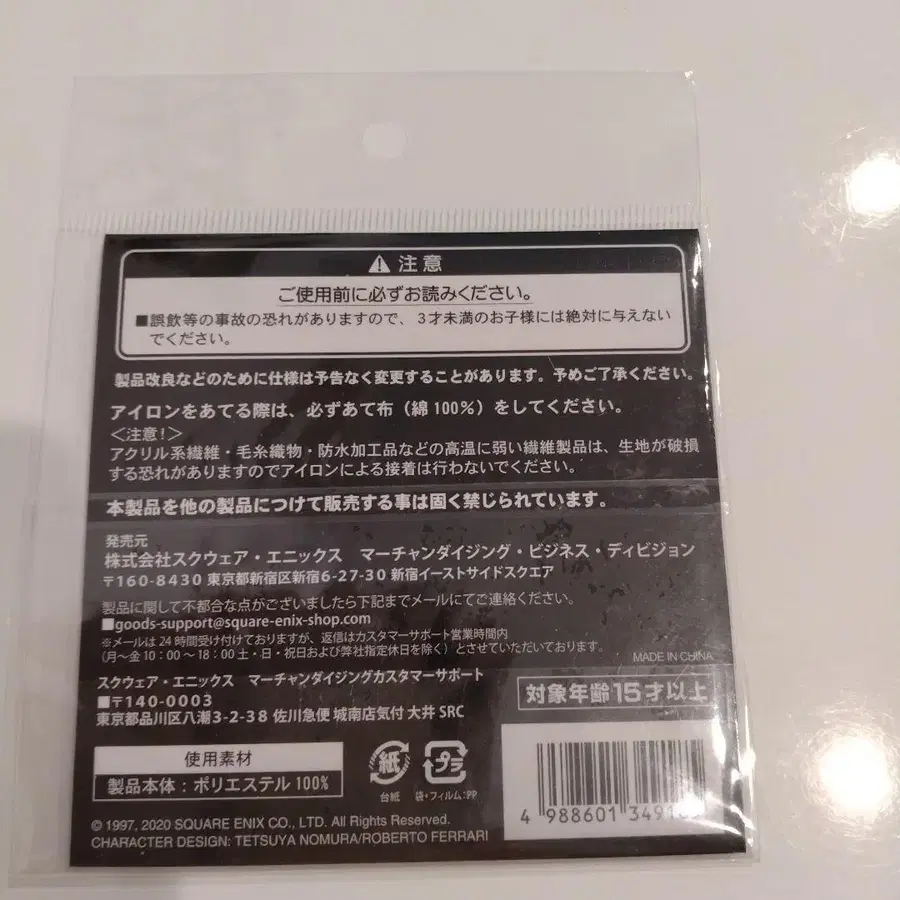 ⚠ 注意
ご使用前に必ずお読みください。
■誤飲等の事故の恐れがありますので、3才未満のお子様には絶対に与えない
でください。
製品改良などのために仕様は予告なく変更することがあります。予めご了承ください。
アイロンをあてる際は、必ずあて布（綿100%）をしてください。
＜注意！＞
アクリル系繊維・毛糸織物・防水加工品などの高温に弱い繊維製品は、生地が破損
する恐れがありますのでアイロンによる接着は行わないでください。
本製品を他の製品につけて販売する事は固く禁じられています。
発売元
株式会社スクウェア・エニックス マーチャンダイジング・ビジネス・ディビジョン
〒160-8430 東京都新宿区新宿6-27-30 新宿イーストサイドスクエア
製品に関して不都合な点がございましたら下記までメールにてご連絡ください。
■goods-support@square-enix-shop.com
※メールは24時間受け付けておりますが、返信はカスタマーサポート営業時間内
（月～金 10：00～18：00 土・日・祝日および弊社指定休日を除く）とさせていただいております。
MADE IN CHINA
スクウェア・エニックス マーチャンダイジングカスタマーサポート
■〒140-0003
東京都品川区八潮3-2-38 佐川急便 城南店気付 大井 SRC
対象年齢15才以上
使用素材
製品本体：ポリエステル 100%
紙
台紙
プラ
袋・フィルム：PP
4 988601
© 1997, 2020 SQUARE ENIX CO., LTD. All Rights Reserved.
CHARACTER DESIGN: TETSUYA NOMURA/ROBERTO FERRARI